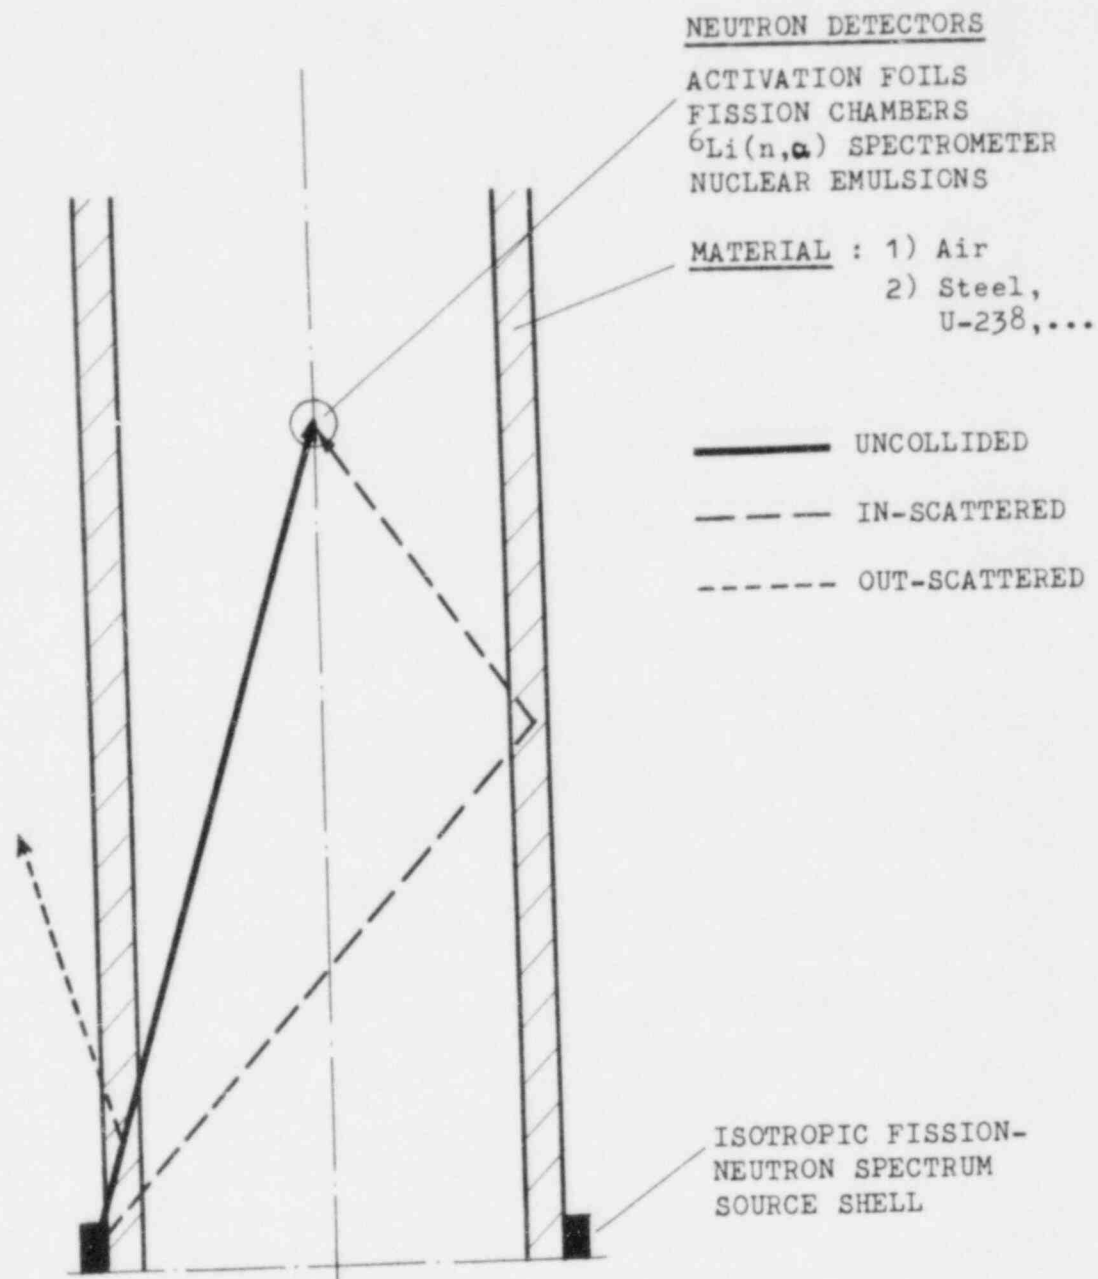 NEUTRON DETECTORS
ACTIVATION FOILS
FISSION CHAMBERS
⁶Li(n,α) SPECTROMETER
NUCLEAR EMULSIONS
MATERIAL : 1) Air
2) Steel,
U-238,...
UNCOLLIDED
IN-SCATTERED
OUT-SCATTERED
ISOTROPIC FISSION-
NEUTRON SPECTRUM
SOURCE SHELL